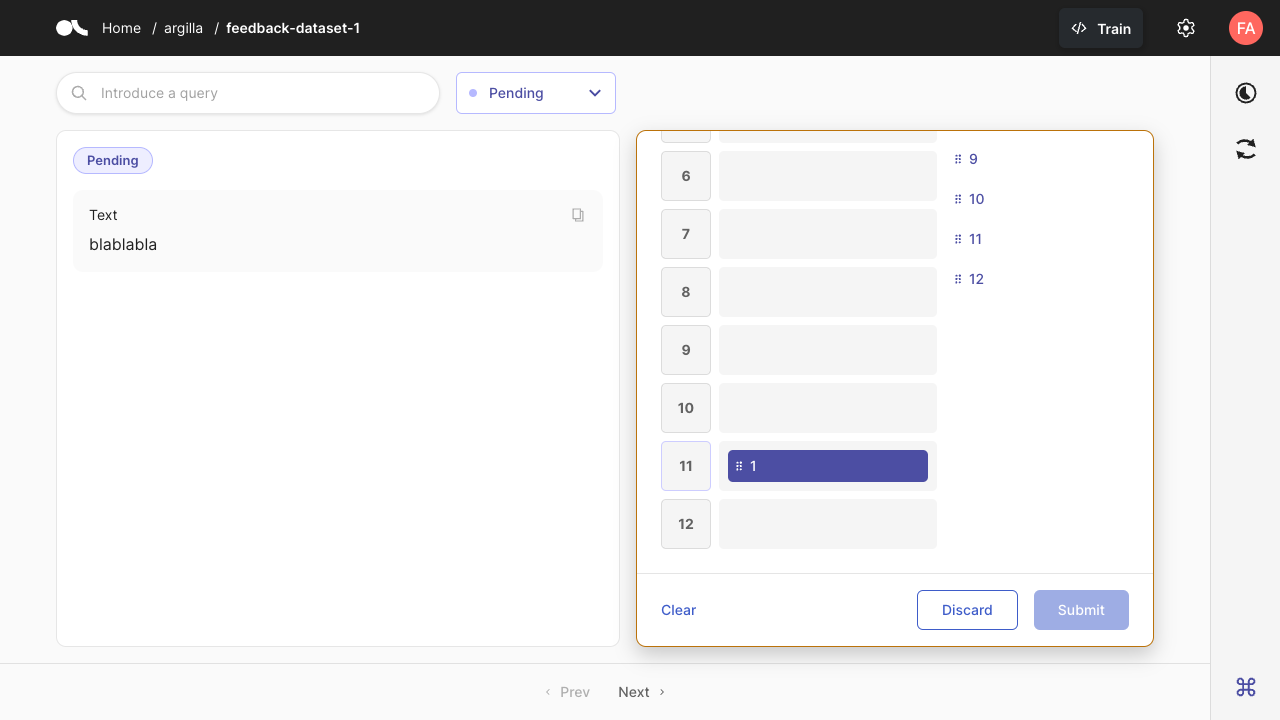 Home / argilla / feedback-dataset-1
Train
FA
Introduce a query
Pending
Pending
Text
blablabla
6
7
8
9
10
11
1
12
9
10
11
12
Clear
Discard
Submit
Prev
Next